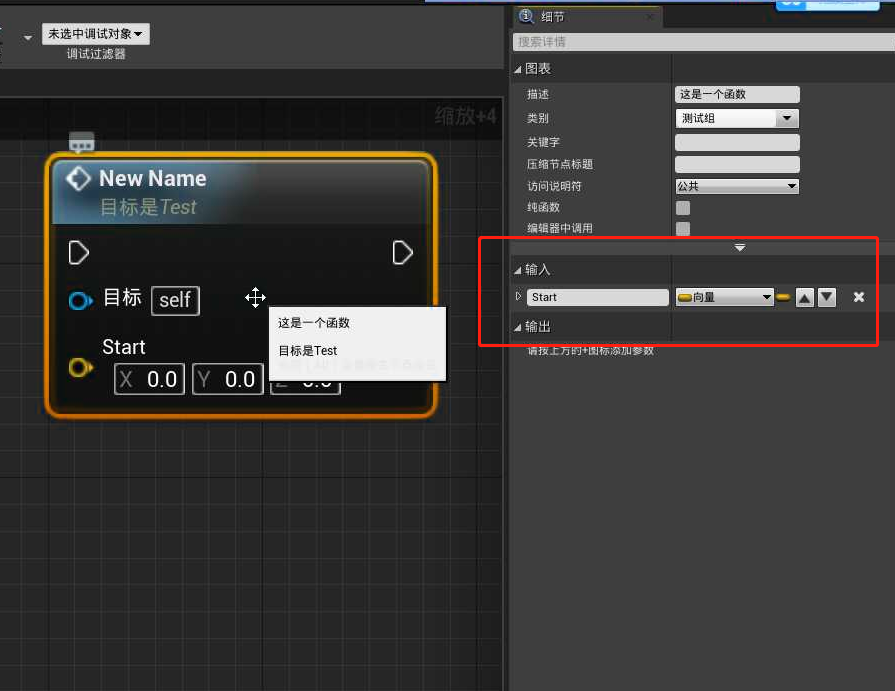 未选中调试对象
调试过滤器
缩放+4
New Name
目标是Test
目标 self
Start
X 0.0 Y 0.0
这是一个函数
目标是Test
细节
搜索详情
图表
描述 这是一个函数
类别 测试组
关键字
压缩节点标题
访问说明符 公共
纯函数
编辑器中调用
输入
Start 向量
输出
请按上方的+图标添加参数